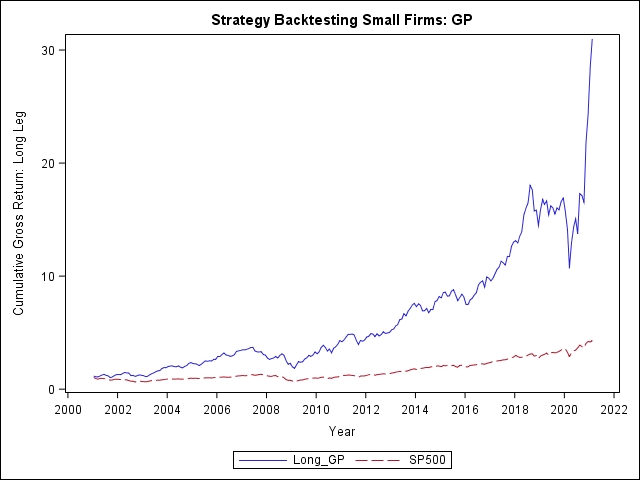 Strategy Backtesting Small Firms: GP
Cumulative Gross Return: Long Leg
30
20
10
0
2000 2002 2004 2006 2008 2010 2012 2014 2016 2018 2020 2022
Year
Long_GP SP500